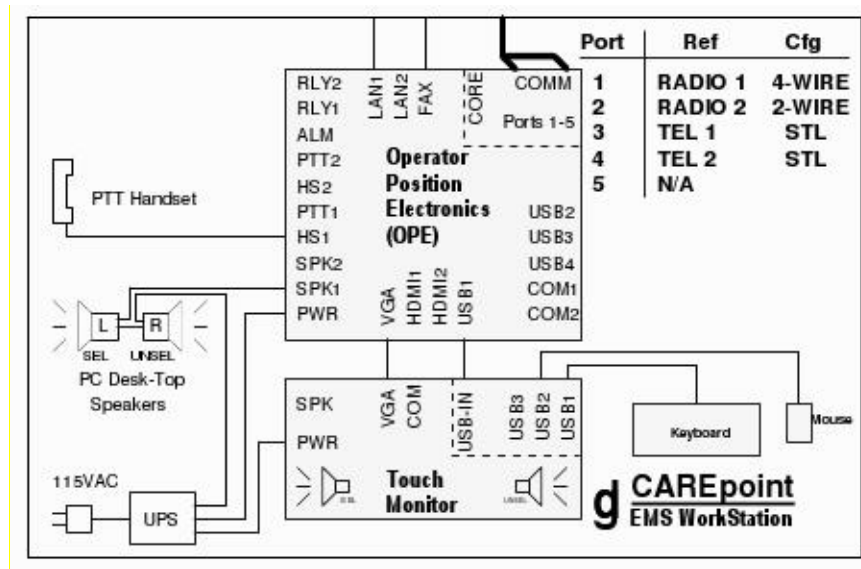 Port Ref Cfg
1 RADIO 1 4-WIRE
2 RADIO 2 2-WIRE
3 TEL 1 STL
4 TEL 2 STL
5 N/A
RLY2
RLY1
ALM
PTT2
HS2
PTT1
HS1
SPK2
SPK1
PWR
LAN1
LAN2
FAX
CORE
COMM
Ports 1-5
Operator
Position
Electronics
(OPE)
USB2
USB3
USB4
COM1
COM2
VGA
HDMI1
HDMI2
USB1
PTT Handset
L
R
SEL
UNSEL
PC Desk-Top
Speakers
SPK
PWR
VGA
COM
USB-IN
USB3
USB2
USB1
SEL
Touch
Monitor
UNSEL
Keyboard
Mouse
115VAC
UPS
g CAREpoint
EMS WorkStation